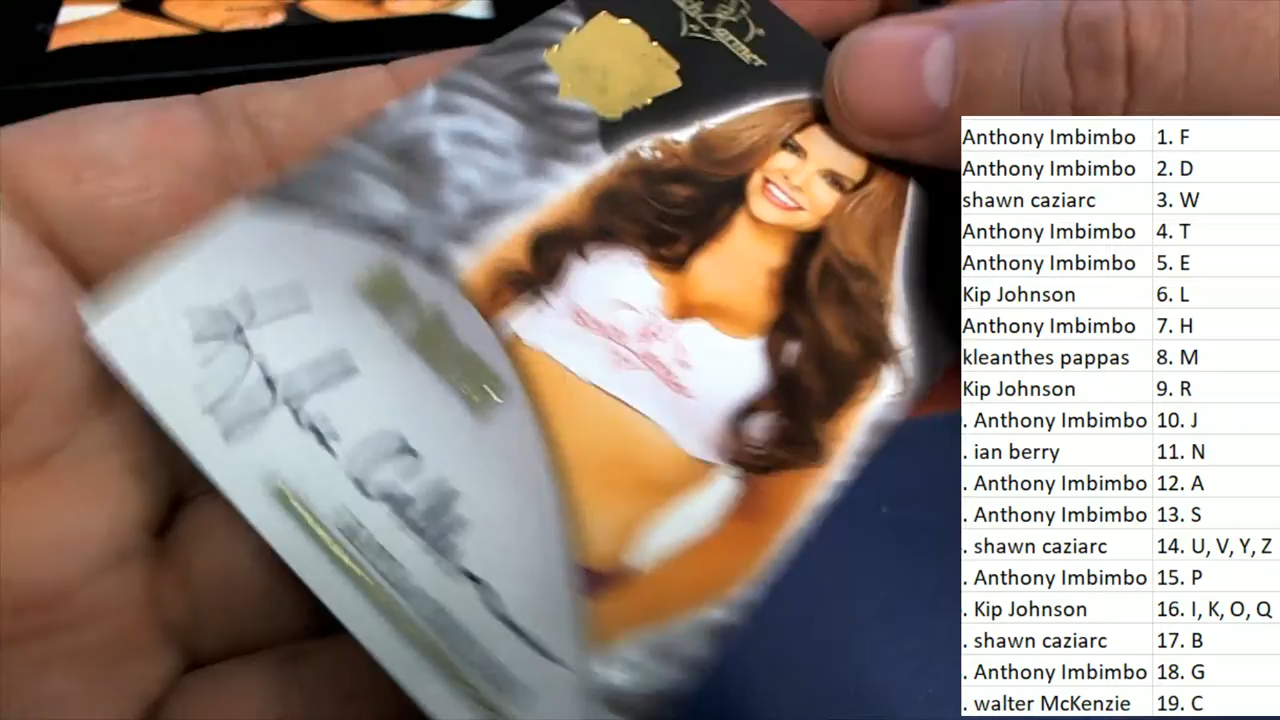 Anthony Imbimbo 1. F
Anthony Imbimbo 2. D
shawn caziarc 3. W
Anthony Imbimbo 4. T
Anthony Imbimbo 5. E
Kip Johnson 6. L
Anthony Imbimbo 7. H
kleanthes pappas 8. M
Kip Johnson 9. R
. Anthony Imbimbo 10. J
. ian berry 11. N
. Anthony Imbimbo 12. A
. Anthony Imbimbo 13. S
. shawn caziarc 14. U, V, Y, Z
. Anthony Imbimbo 15. P
. Kip Johnson 16. I, K, O, Q
. shawn caziarc 17. B
. Anthony Imbimbo 18. G
. walter McKenzie 19. C